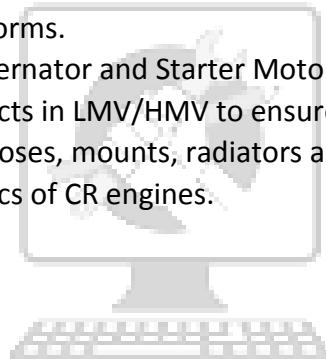 orms.
ernator and Starter Moto
cts in LMV/HMV to ensure
oses, mounts, radiators a
cs of CR engines.